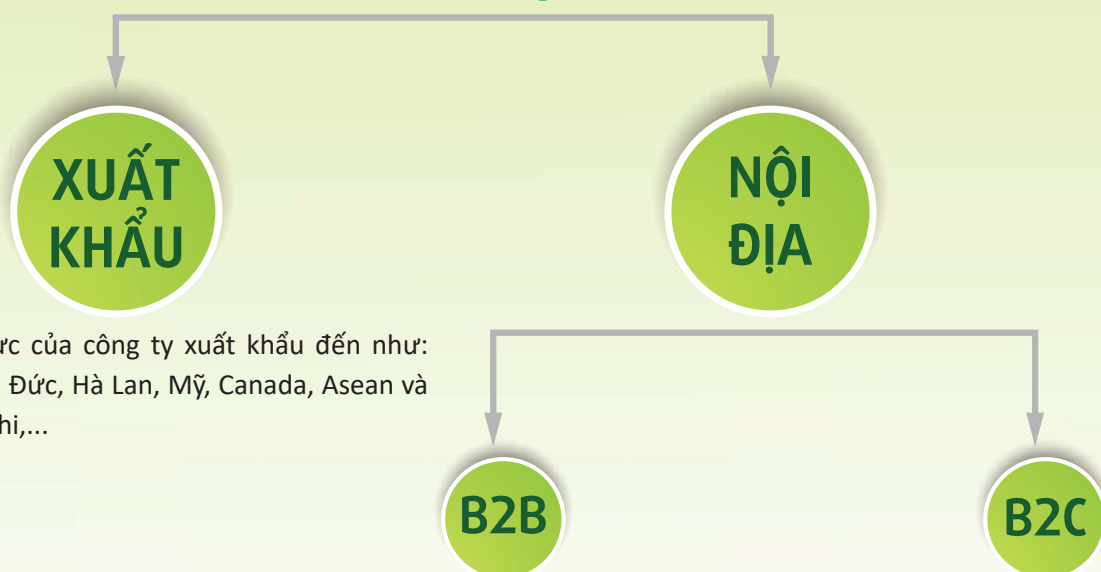 XUẤT
KHẨU
NỘI
ĐỊA
của công ty xuất khẩu đến như:
Đức, Hà Lan, Mỹ, Canada, Asean và
B2B
B2C